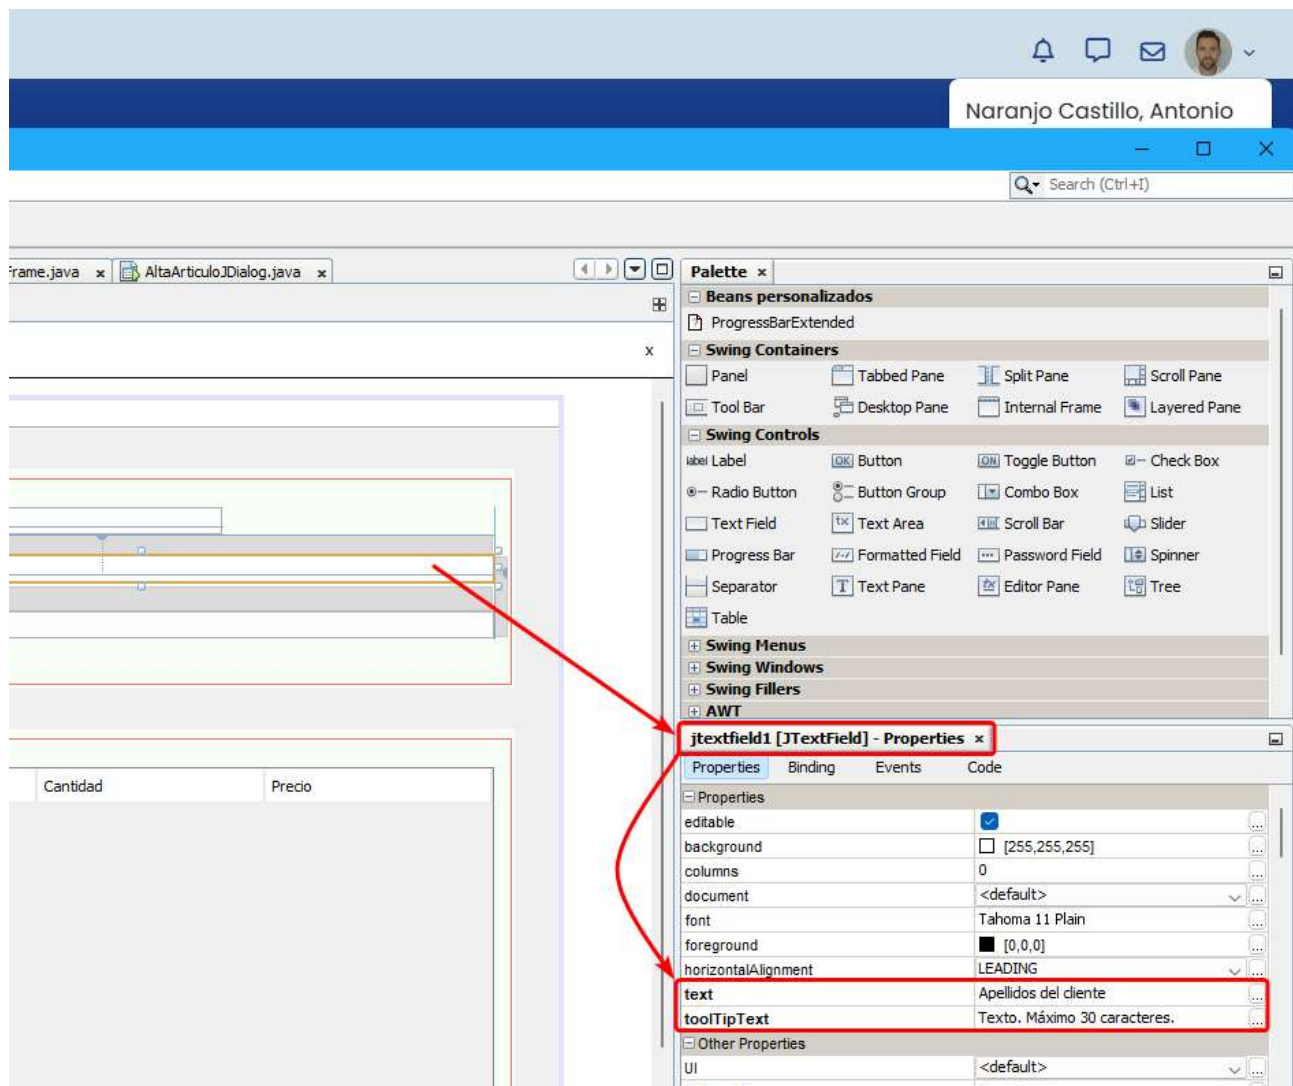 Naranjo Castillo, Antonio
Search (Ctrl+I)
Frame.java x AltaArticuloJDialog.java x
Palette x
Beans personalizados
ProgressBarExtended
x
Swing Containers
Panel Tabbed Pane Split Pane Scroll Pane
Tool Bar Desktop Pane Internal Frame Layered Pane
Swing Controls
label Label OK Button ON Toggle Button Check Box
Radio Button Button Group Combo Box List
Text Field Text Area Scroll Bar Slider
Progress Bar Formatted Field Password Field Spinner
Separator Text Pane Editor Pane Tree
Table
Swing Menus
Swing Windows
Swing Fillers
AWT
jtextfield1 [JTextField] - Properties x
Properties Binding Events Code
Cantidad Precio
Properties
editable
background [255,255,255]
columns 0
document <default>
font Tahoma 11 Plain
foreground [0,0,0]
horizontalAlignment LEADING
text Apellidos del cliente
toolTipText Texto. Máximo 30 caracteres.
Other Properties
UI <default>